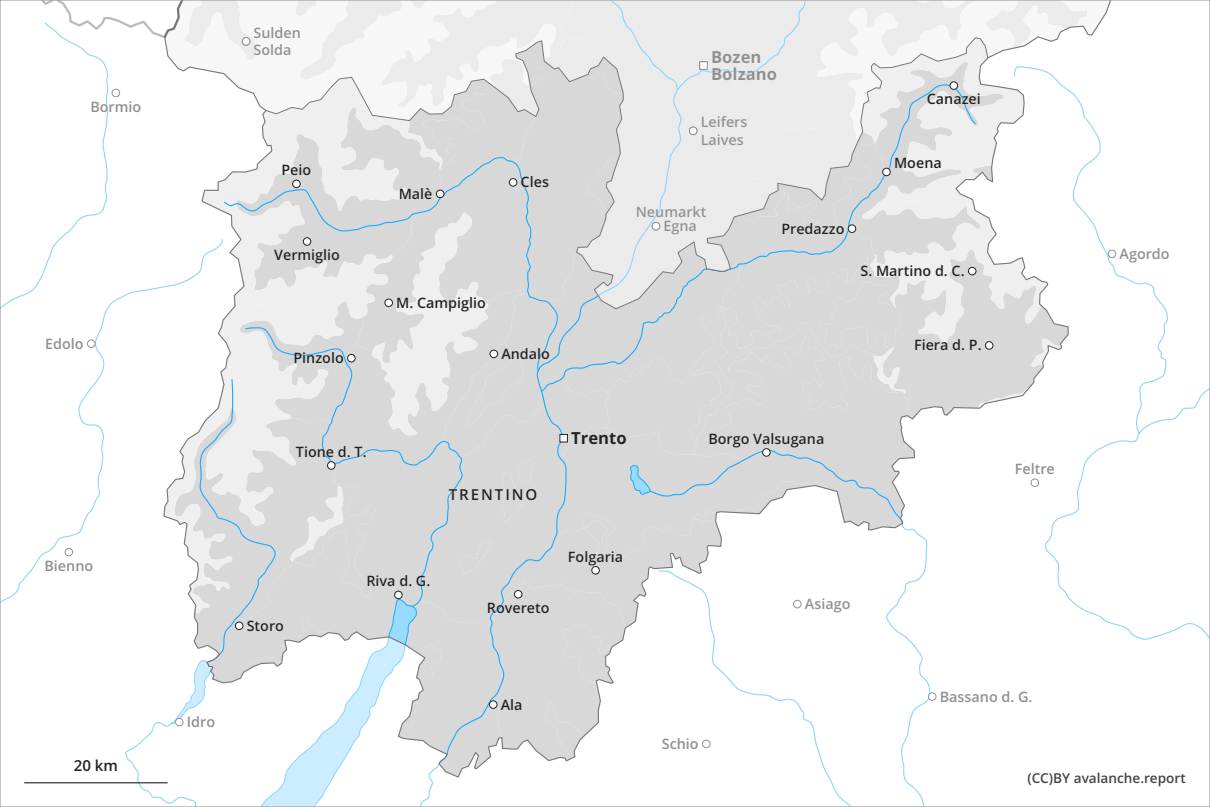 Sulden
Solda
Bozen
Bolzano
Bormio
Canazei
Leifers
Laives
Moena
Peio
Malè
Cles
Neumarkt
Egna
Predazzo
Vermiglio
Agordo
S. Martino d. C.
M. Campiglio
Edolo
Pinzolo
Andalo
Fiera d. P.
Trento
Borgo Valsugana
Tione d. T.
Feltre
TRENTINO
Folgaria
Bienno
Riva d. G.
Rovereto
Asiago
Storo
Bassano d. G.
Ala
Idro
Schio
20 km
(CC)BY avalanche.report